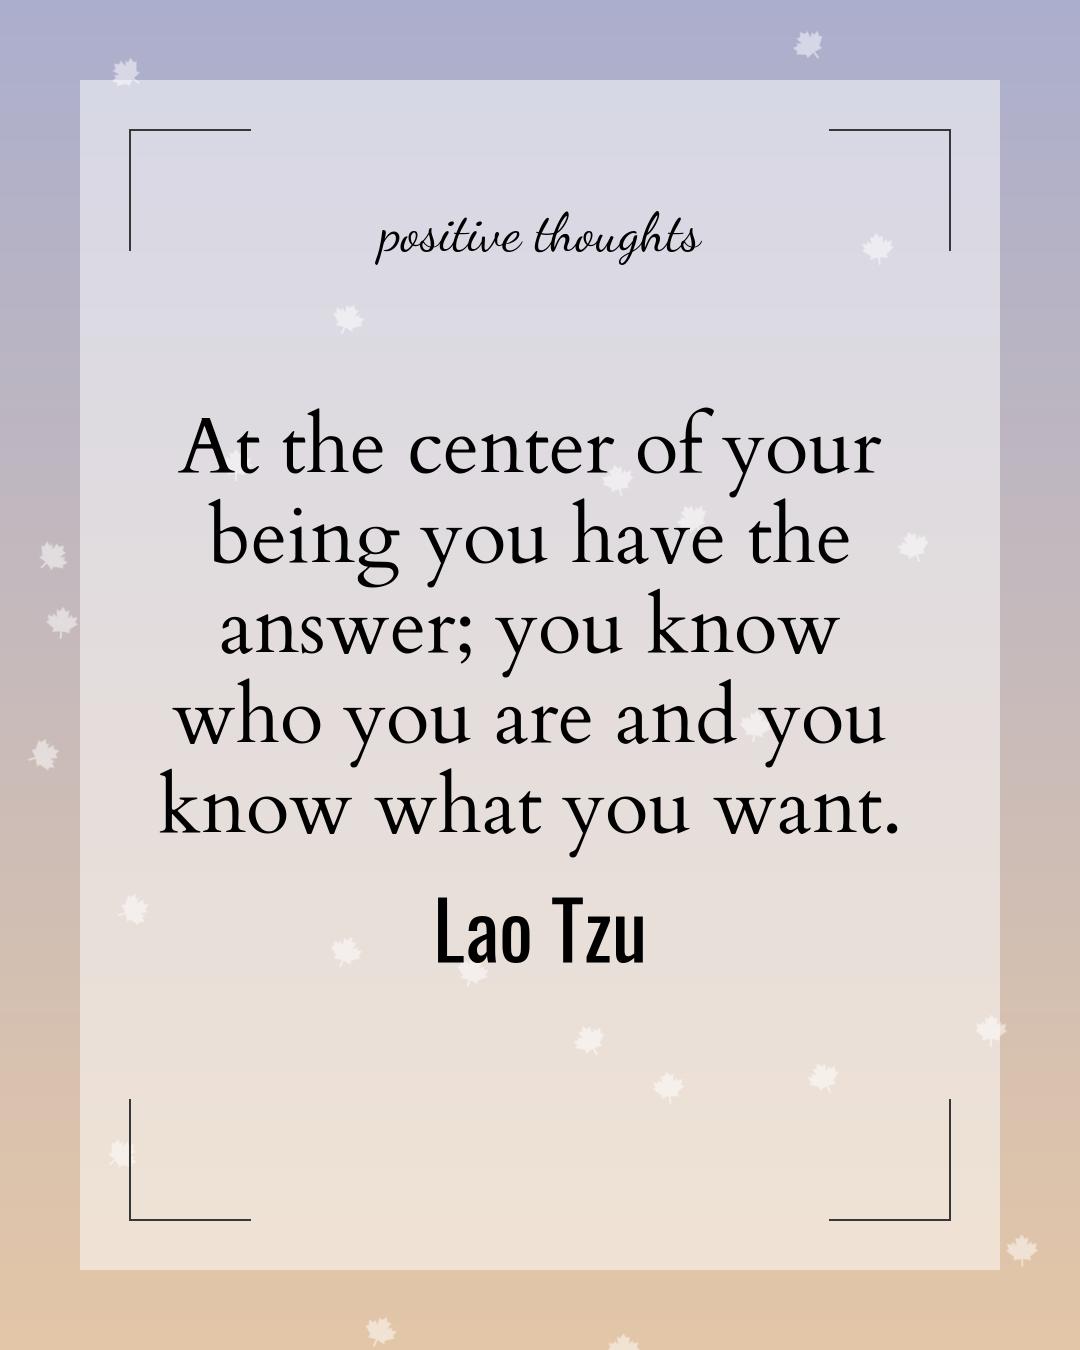 positive thoughts
At the center of your
being you have the
answer; you know
who you are and you
know what you want.
Lao Tzu